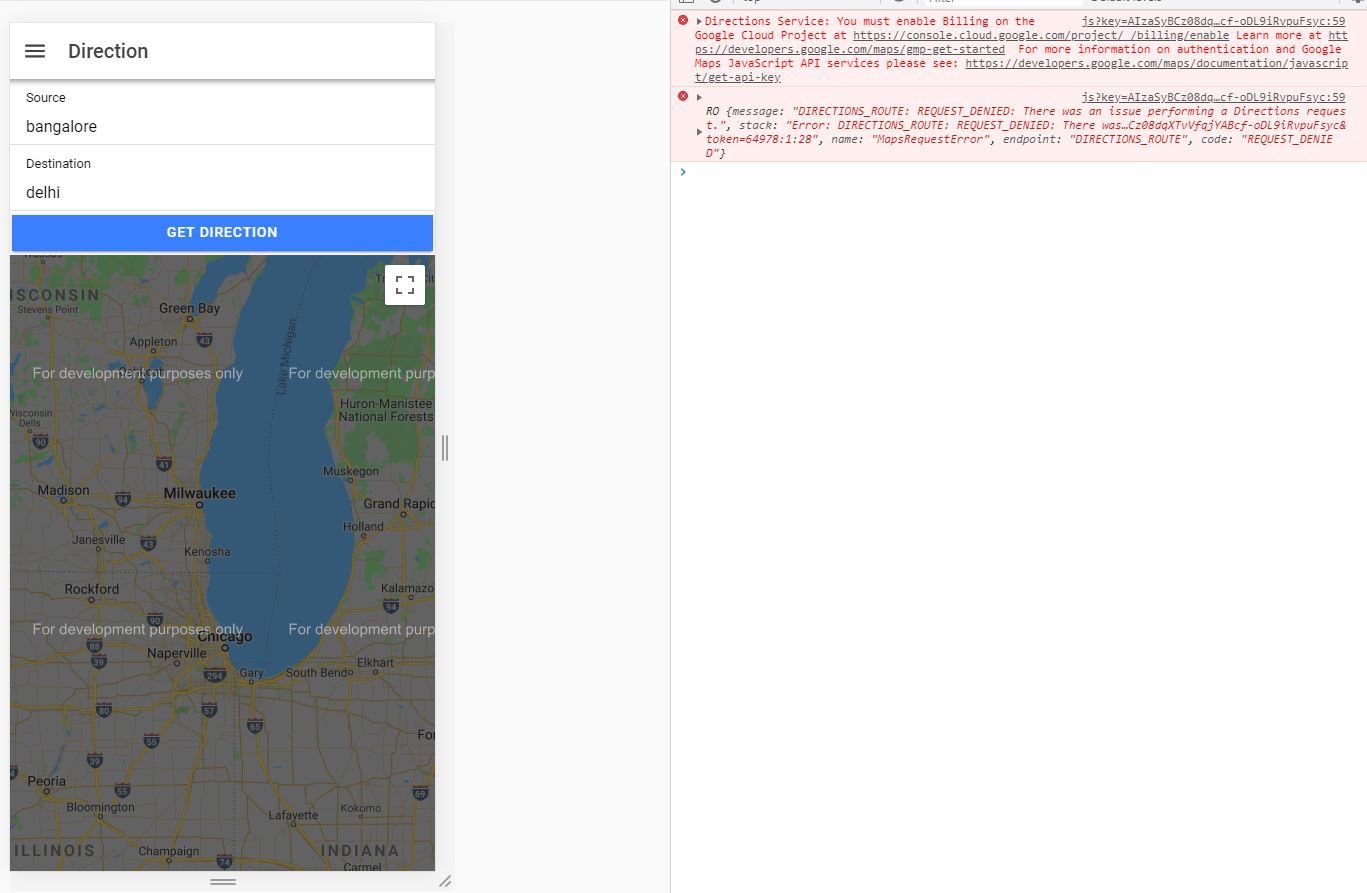 Direction
Source
bangalore
Destination
delhi
GET DIRECTION
ISCONSIN
Stevens Point
Green Bay
43
Appleton
Lake Michigan
For development purposes only
For development purp
Huron-Manistee
National Forests
Wisconsin
Dells
90
41
Muskegon
Madison
94
Milwaukee
Grand Rapid
Holland
Janesville
43
Kenosha
Rockford
Kalamazo
94
90
For development purposes only
For development purp
Chicago
88
39
Naperville
294
Gary
South Bend
Elkhart
80
57
65
55
For
39
Peoria
55
69
Bloomington
Lafayette
Kokomo
ILLINOIS
Champaign
74
INDIANA
Carmel
Directions Service: You must enable Billing on the js?key=AIzaSyBCz08dq…cf-oDL9iRvpuFsyc:59
Google Cloud Project at https://console.cloud.google.com/project/_/billing/enable Learn more at htt
ps://developers.google.com/maps/gmp-get-started For more information on authentication and Google
Maps JavaScript API services please see: https://developers.google.com/maps/documentation/javascrip
t/get-api-key
js?key=AIzaSyBCz08dq…cf-oDL9iRvpuFsyc:59
RO {message: "DIRECTIONS_ROUTE: REQUEST_DENIED: There was an issue performing a Directions reques
t.", stack: "Error: DIRECTIONS_ROUTE: REQUEST_DENIED: There was…Cz08dqXTvVfqjYABcf-oDL9iRvpuFsyc&
token=64978:1:28", name: "MapsRequestError", endpoint: "DIRECTIONS_ROUTE", code: "REQUEST_DENIE
D"}